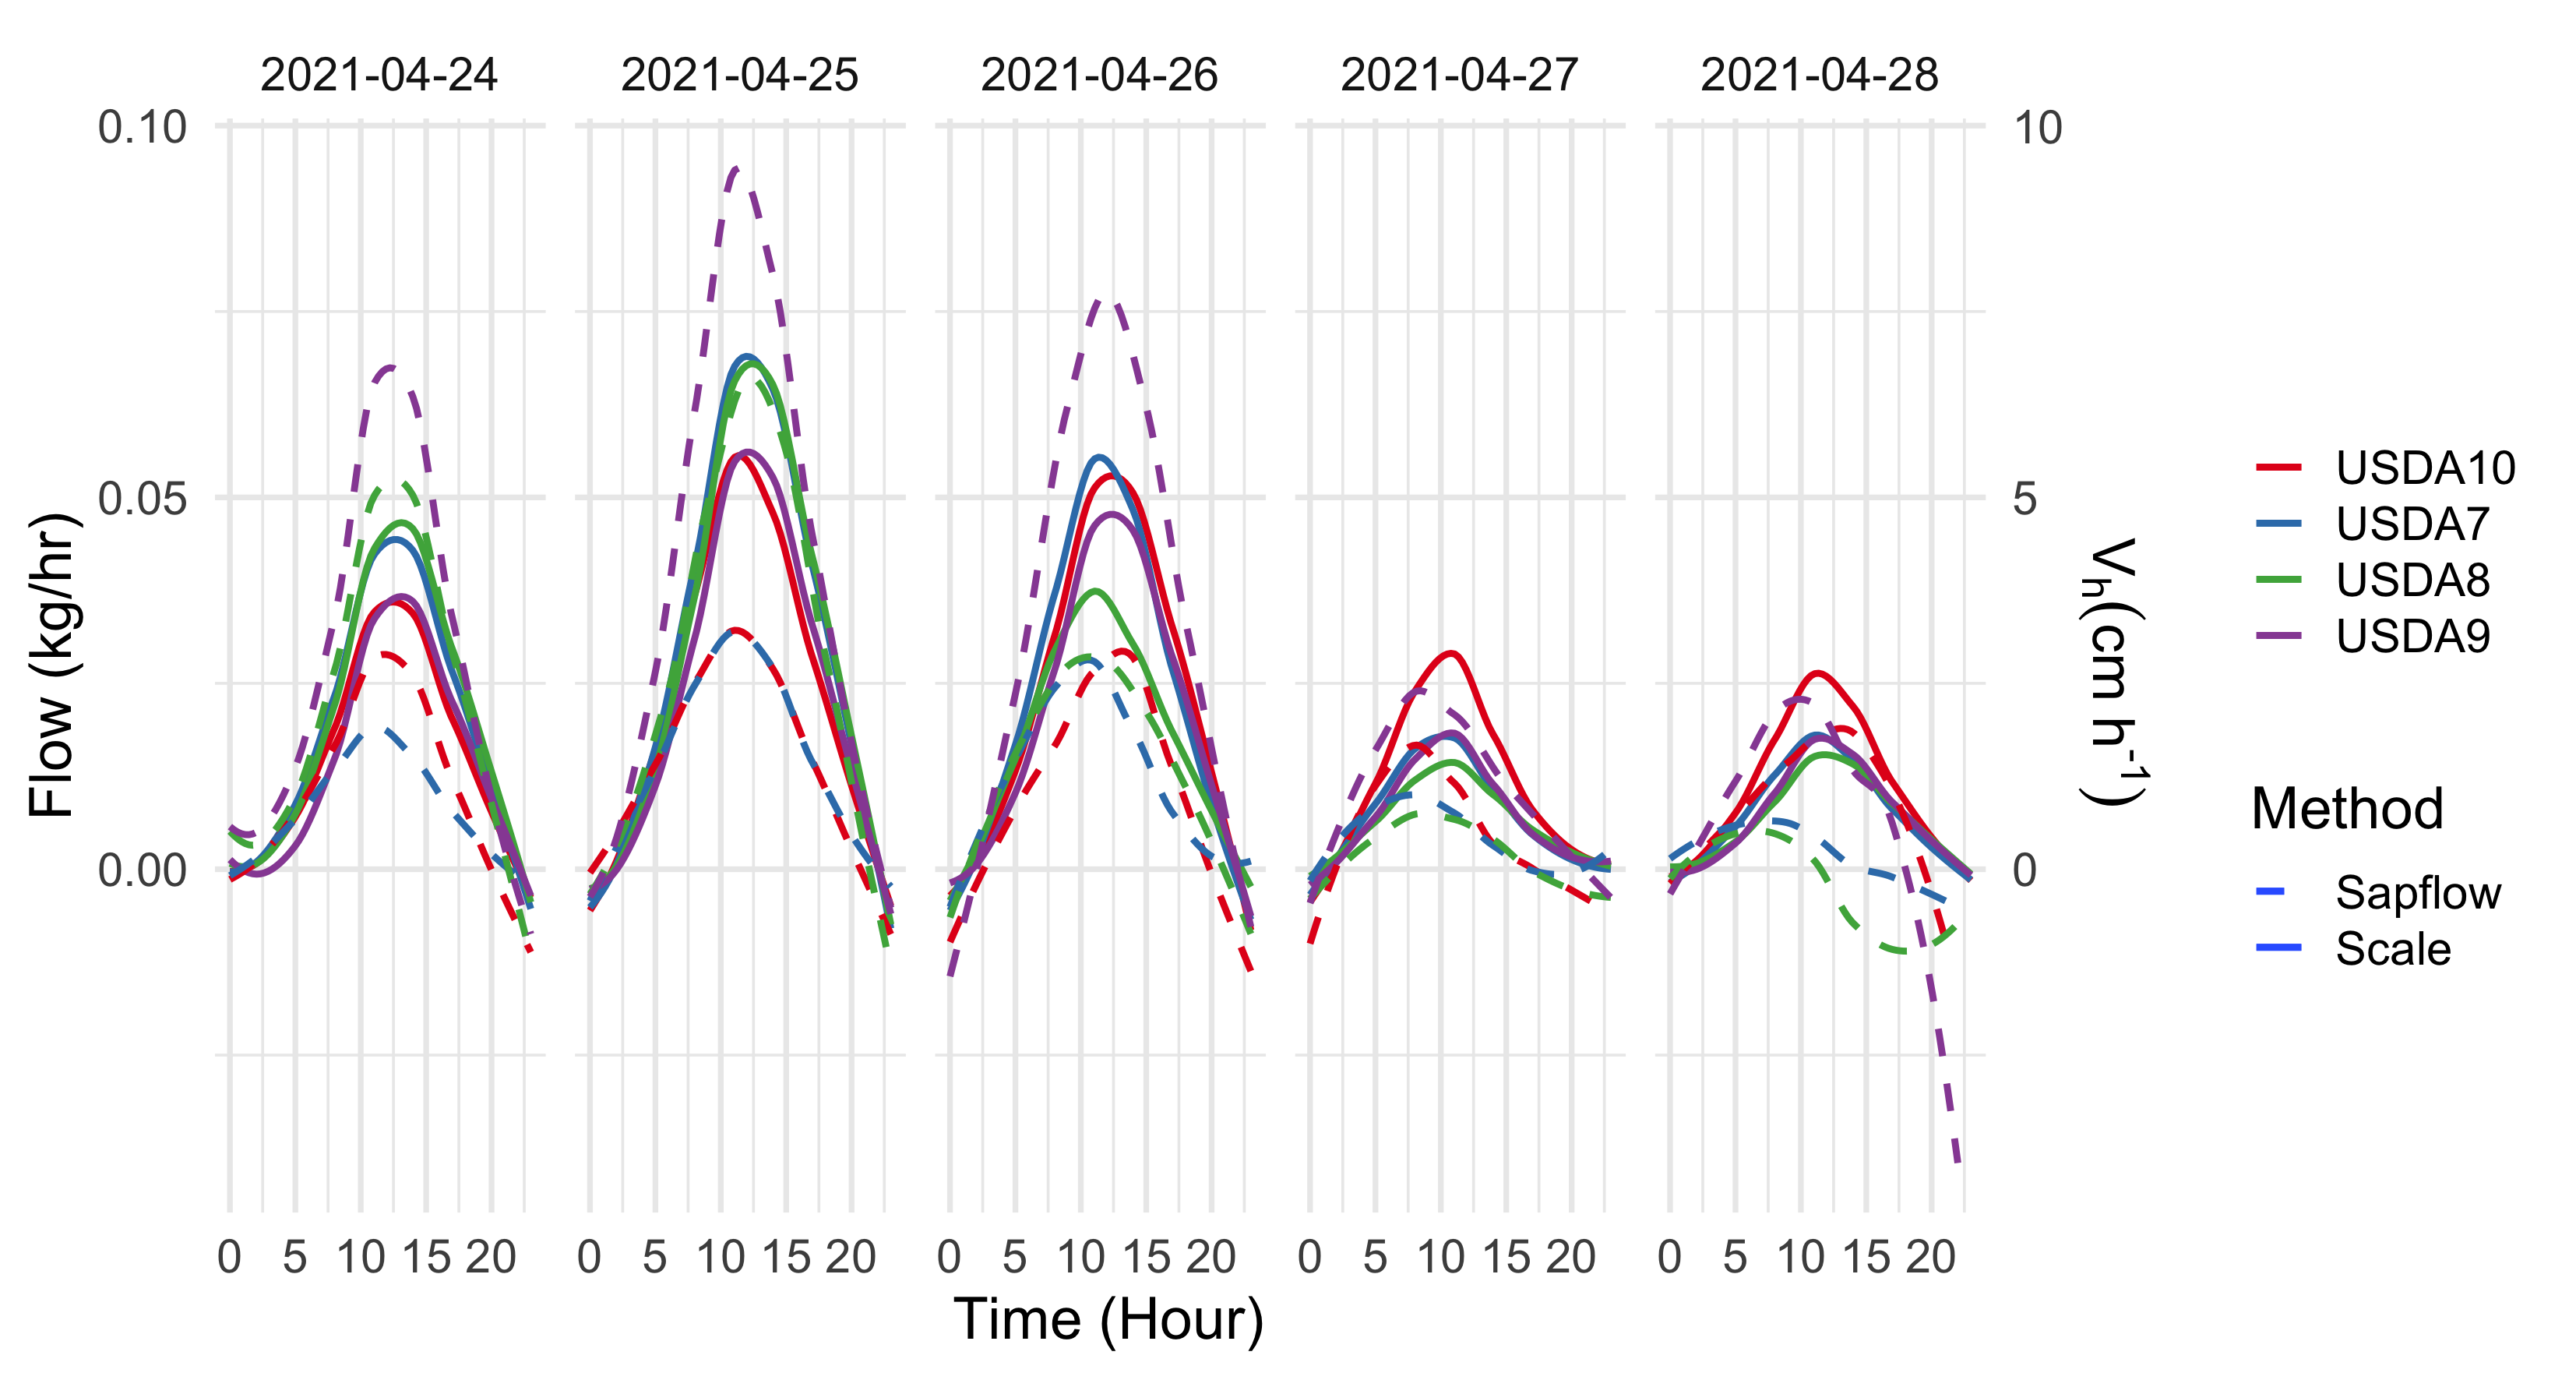 2021-04-24 2021-04-25 2021-04-26 2021-04-27 2021-04-28
0.10
0.05
0.00
Flow (kg/hr)
10
5
0
Vh(cm h-1)
0 5 10 15 20 0 5 10 15 20 0 5 10 15 20 0 5 10 15 20 0 5 10 15 20
Time (Hour)
USDA10
USDA7
USDA8
USDA9
Method
Sapflow
Scale